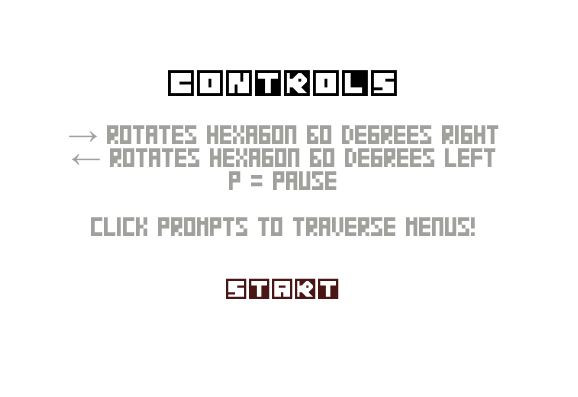 CONTROLS
→ ROTATES HEXAGON 60 DEGREES RIGHT
← ROTATES HEXAGON 60 DEGREES LEFT
P = PAUSE
CLICK PROMPTS TO TRAVERSE MENUS!
START